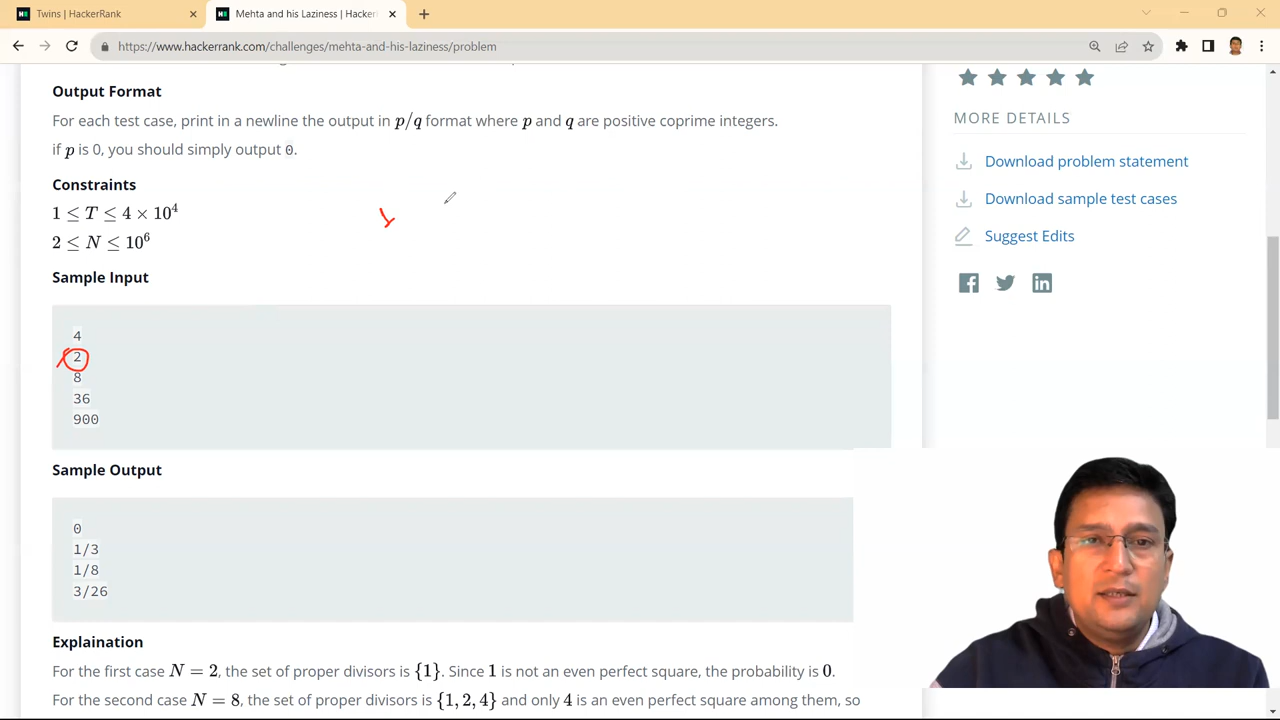 Twins | HackerRank
Mehta and his Laziness | Hacker
https://www.hackerrank.com/challenges/mehta-and-his-laziness/problem
Output Format
For each test case, print in a newline the output in p/q format where p and q are positive coprime integers.
if p is 0, you should simply output 0.
Constraints
1 ≤ T ≤ 4 × 10^4
2 ≤ N ≤ 10^6
Sample Input
4
2
8
36
900
Sample Output
0
1/3
1/8
3/26
Explaination
For the first case N = 2, the set of proper divisors is {1}. Since 1 is not an even perfect square, the probability is 0.
For the second case N = 8, the set of proper divisors is {1, 2, 4} and only 4 is an even perfect square among them, so
MORE DETAILS
Download problem statement
Download sample test cases
Suggest Edits